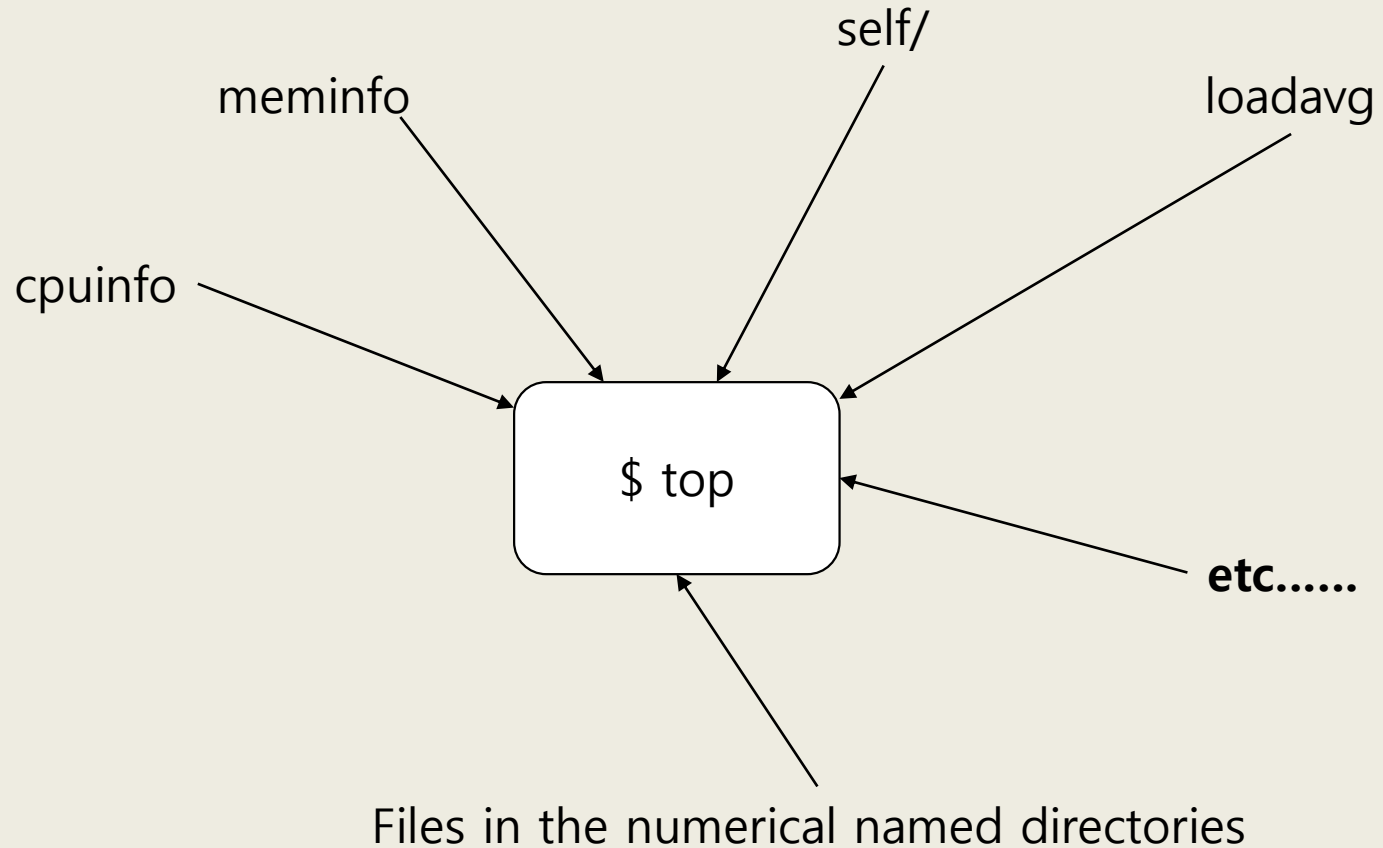 self/
meminfo
loadavg
cpuinfo
$ top
etc......
Files in the numerical named directories